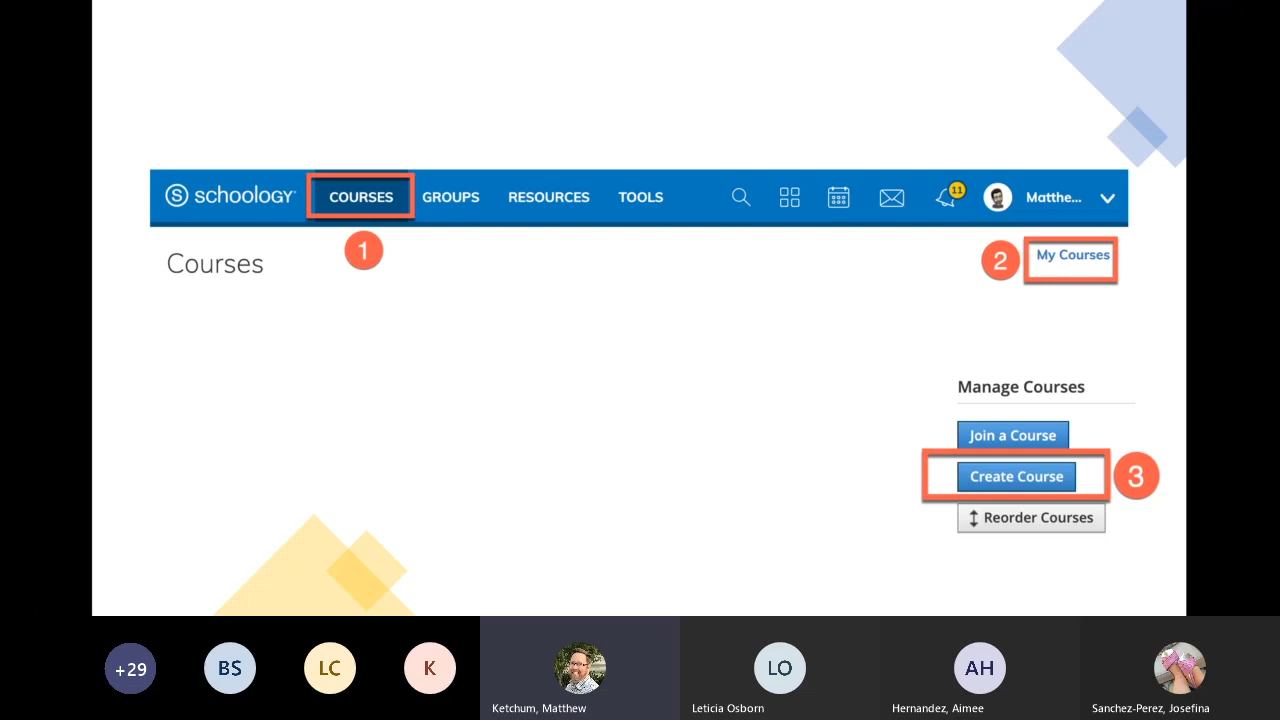 schoology
COURSES
GROUPS
RESOURCES
TOOLS
11
Matthe...
1
Courses
2
My Courses
Manage Courses
Join a Course
Create Course
3
Reorder Courses
+29
BS
LC
K
LO
AH
Ketchum, Matthew
Leticia Osborn
Hernandez, Aimee
Sanchez-Perez, Josefina